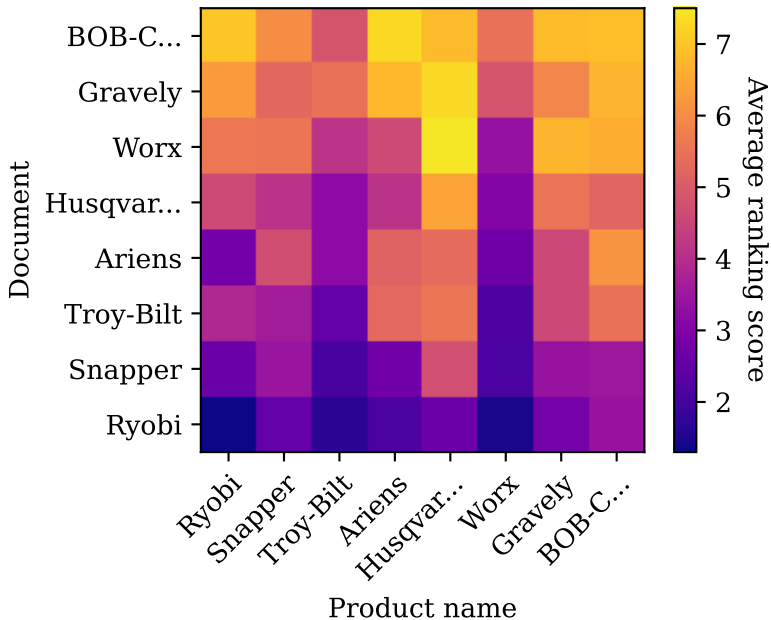 BOB-C...
Gravely
Worx
Husqvar...
Ariens
Troy-Bilt
Snapper
Ryobi
Document
Ryobi
Snapper
Troy-Bilt
Ariens
Husqvar...
Worx
Gravely
BOB-C...
Product name
7
6
5
4
3
2
Average ranking score